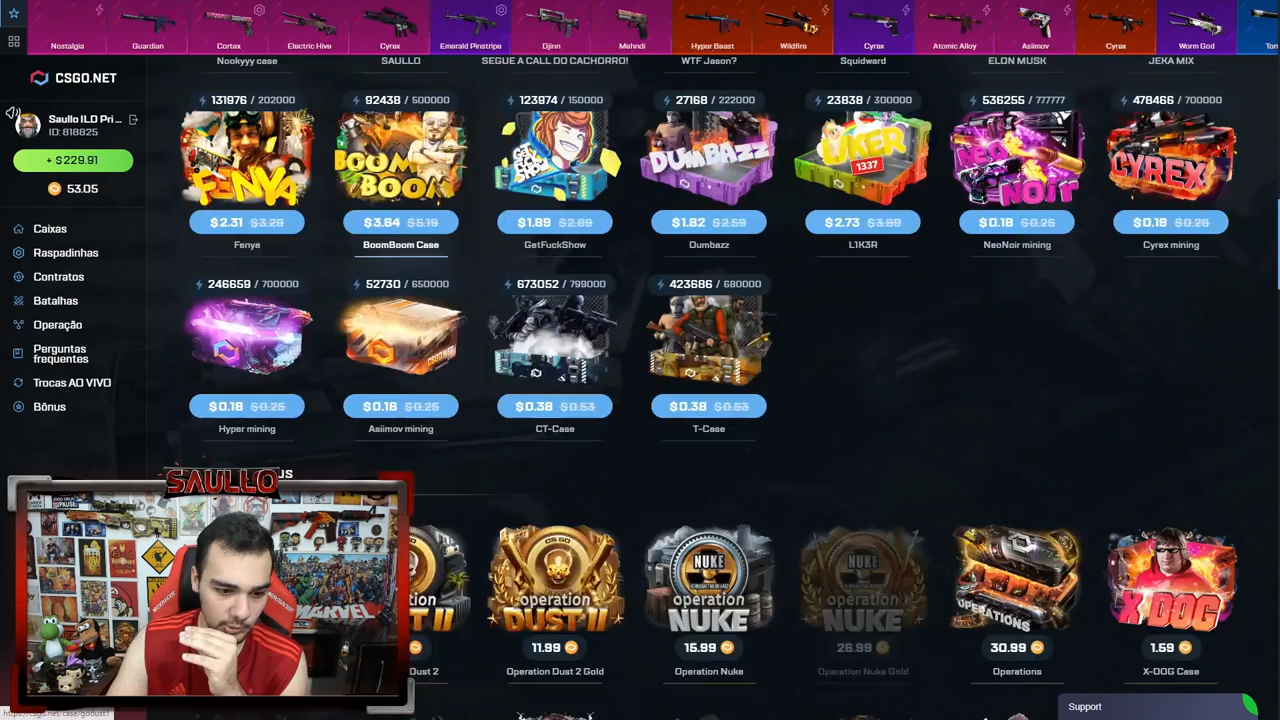 Nostalgia Guardian Cortex Electric Hive Cyrex Emerald Pinstripe Djinn Mehndi Hyper Beast Wildfire Cyrex Atomic Alloy Asiimov Cyrex Worm God
CSGO.NET
Saullo ILD Pri ...
ID: 818825
+ $229.91
53.05
Caixas
Raspadinhas
Contratos
Batalhas
Operação
Perguntas
frequentes
Trocas AO VIVO
Bônus
Nookyyy case SAULLO SEGUE A CALL DO CACHORRO! WTF Jason? Squidward ELON MUSK JEKA MIX
131976 / 202000 92438 / 500000 123974 / 150000 27168 / 222000 23838 / 300000 536255 / 777777 478466 / 700000
FENYA BOOM BOOM DUMBAZZ 1337 NEO NOIR CYREX
$2.31 $3.28 $3.64 $5.19 $1.89 $2.69 $1.82 $2.59 $2.73 $3.89 $0.18 $0.25 $0.18 $0.26
Fenya BoomBoom Case GetFuckShow Dumbazz L1K3R NeoNoir mining Cyrex mining
246659 / 700000 52730 / 650000 673052 / 799000 423686 / 680000
$0.18 $0.25 $0.18 $0.25 $0.38 $0.53 $0.38 $0.53
Hyper mining Asiimov mining CT-Case T-Case
US
SAULLO
MARVEL
operation DUST II
NUKE operation NUKE
NUKE operation NUKE
OPERATIONS
X-DOG
11.99 15.99 26.99 30.99 1.59
Dust 2 Operation Dust 2 Gold Operation Nuke Operation Nuke Gold Operations X-DOG Case
Support